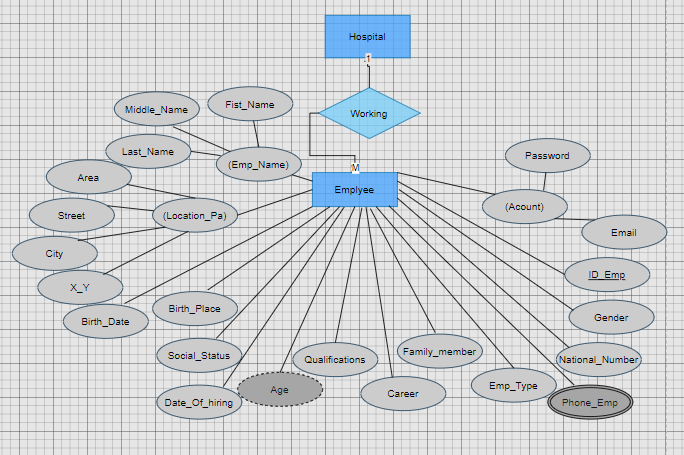 Hospital
1
Working
M
Emplyee
Middle_Name
Fist_Name
Last_Name
(Emp_Name)
Area
Street
(Location_Pa)
City
X_Y
Birth_Date
Birth_Place
Social_Status
Date_Of_hiring
Age
Qualifications
Career
Family_member
Emp_Type
Phone_Emp
National_Number
Gender
ID_Emp
Email
(Acount)
Password